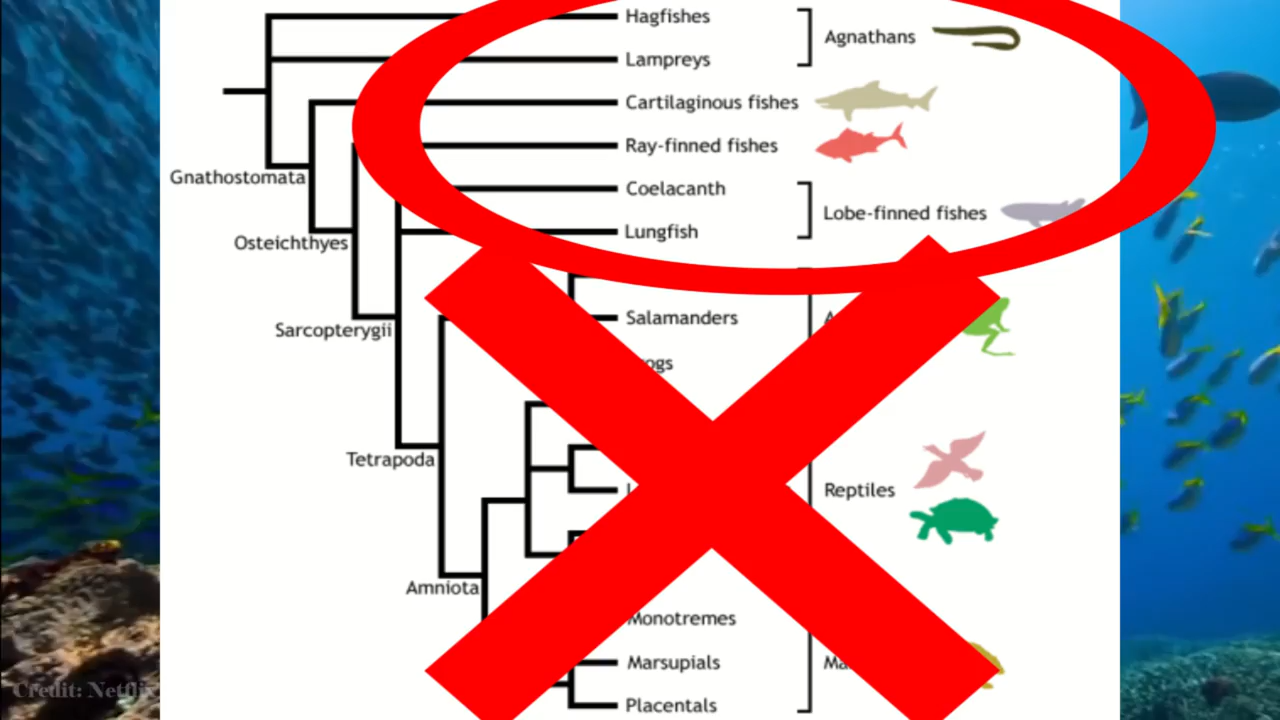 Hagfishes
Agnathans
Lampreys
Cartilaginous fishes
Ray-finned fishes
Gnathostomata
Coelacanth
Lobe-finned fishes
Lungfish
Osteichthyes
Salamanders
Sarcopterygii
Tetrapoda
Reptiles
Amniota
Monotremes
Marsupials
Placentals
Credit: Netflix